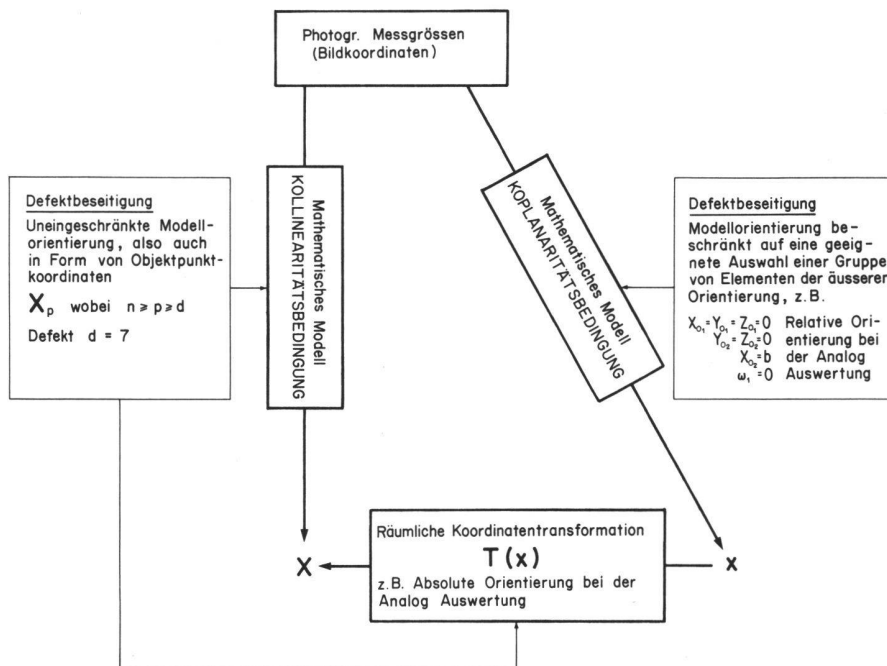 Photogr. Messgrössen
(Bildkoordinaten)
Defektbeseitigung
Uneingeschränkte Modell-
orientierung, also auch
in Form von Objektpunkt-
koordinaten
X_p wobei n ≥ p ≥ d
Defekt d = 7
Mathematisches Modell
KOLLINEARITÄTSBEDINGUNG
Mathematisches Modell
KOPLANARITÄTSBEDINGUNG
Defektbeseitigung
Modellorientierung be-
schränkt auf eine geeig-
nete Auswahl einer Gruppe
von Elementen der äusseren
Orientierung, z.B.
X_O₁=Y_O₁=Z_O₁=0 Relative Ori-
Y_O₂=Z_O₂=0 entierung bei
X_O₂=b der Analog
ω₁=0 Auswertung
Räumliche Koordinatentransformation
T(x)
z.B. Absolute Orientierung bei der
Analog Auswertung
X
x